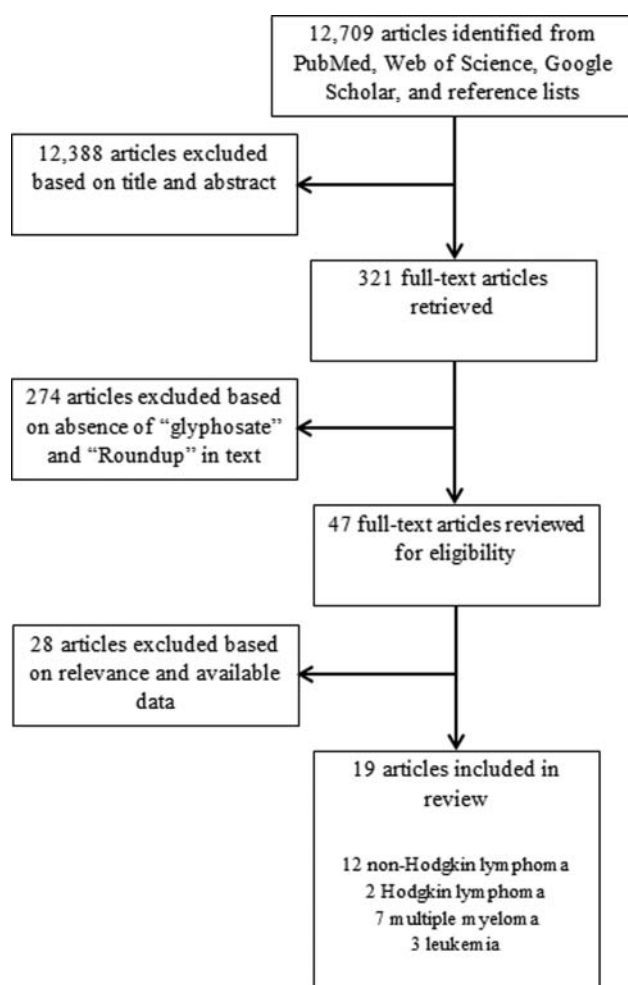 12,709 articles identified from
PubMed, Web of Science, Google
Scholar, and reference lists
12,388 articles excluded
based on title and abstract
321 full-text articles
retrieved
274 articles excluded based
on absence of “glyphosate”
and “Roundup” in text
47 full-text articles reviewed
for eligibility
28 articles excluded based
on relevance and available
data
19 articles included in
review
12 non-Hodgkin lymphoma
2 Hodgkin lymphoma
7 multiple myeloma
3 leukemia